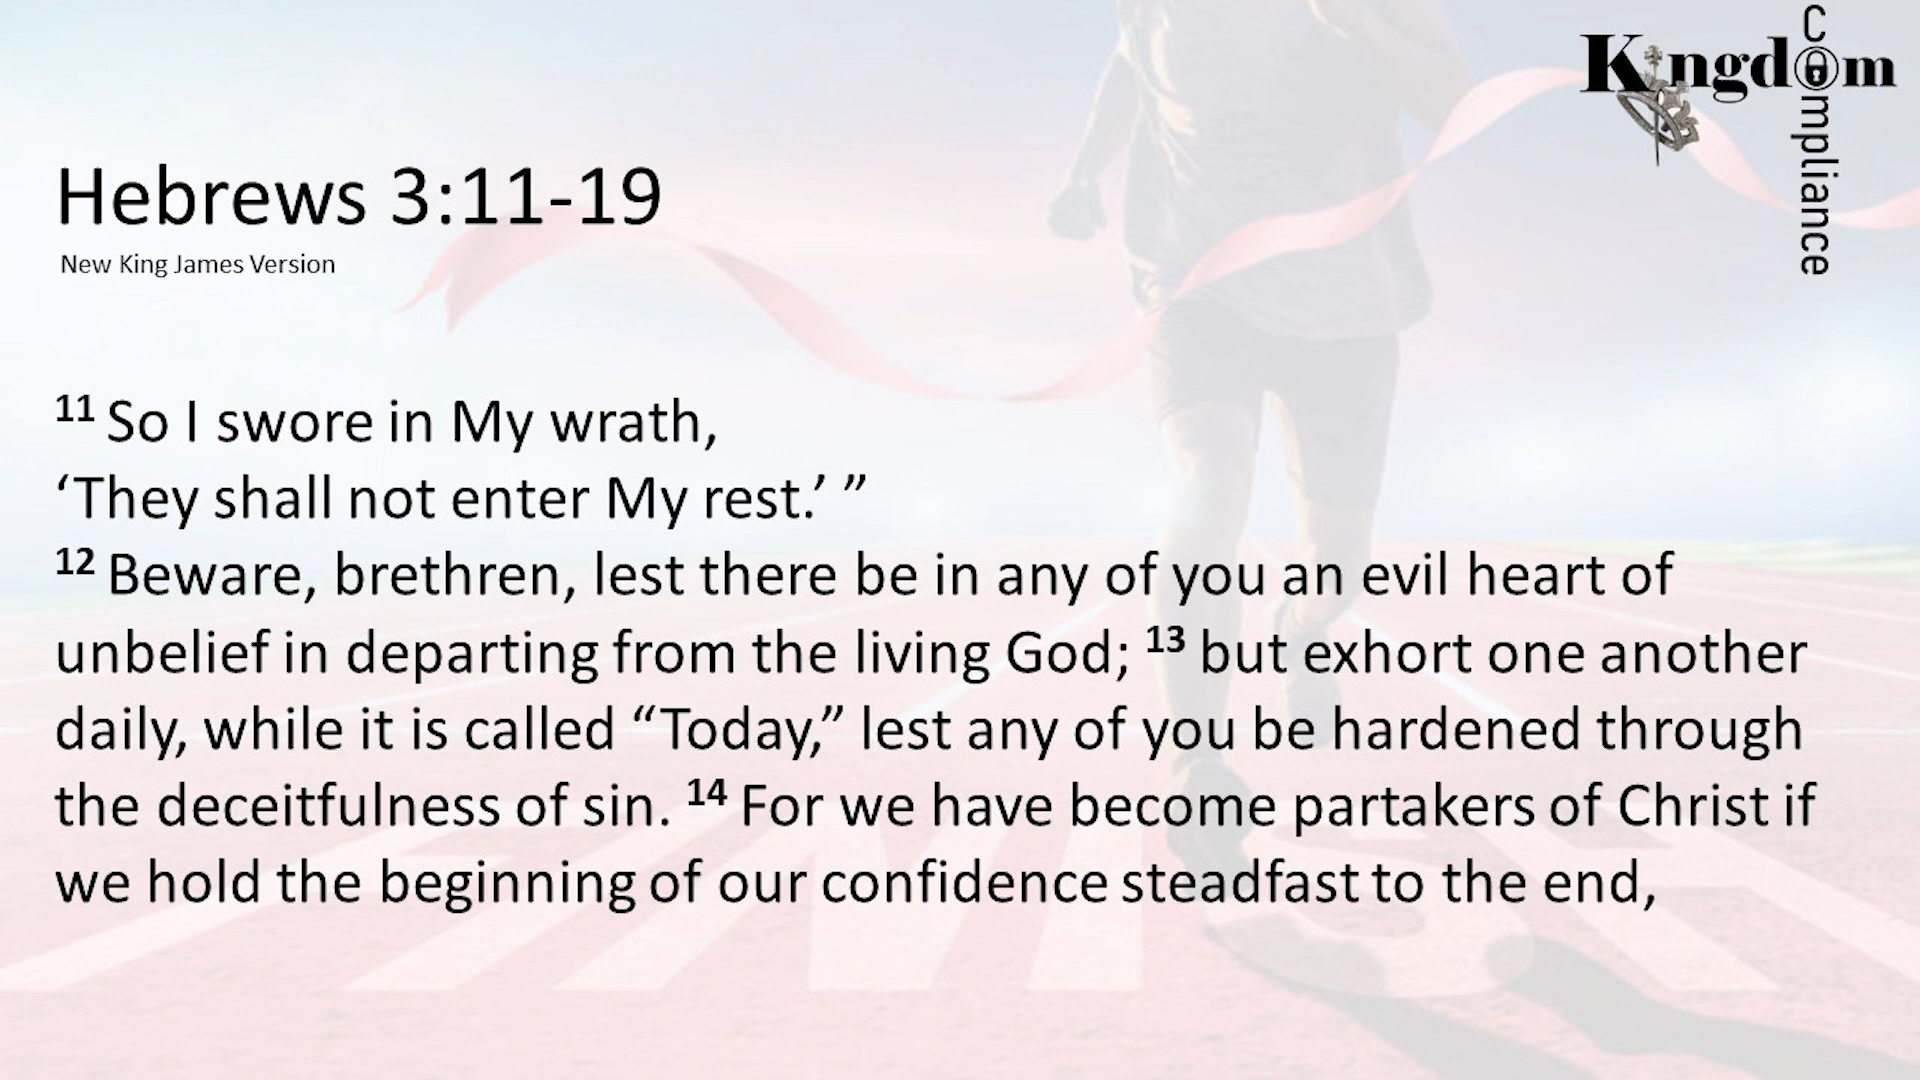 Kingdom
Compliance
Hebrews 3:11-19
New King James Version
11 So I swore in My wrath,
‘They shall not enter My rest.’ ”
12 Beware, brethren, lest there be in any of you an evil heart of
unbelief in departing from the living God; 13 but exhort one another
daily, while it is called “Today,” lest any of you be hardened through
the deceitfulness of sin. 14 For we have become partakers of Christ if
we hold the beginning of our confidence steadfast to the end,
FINISH